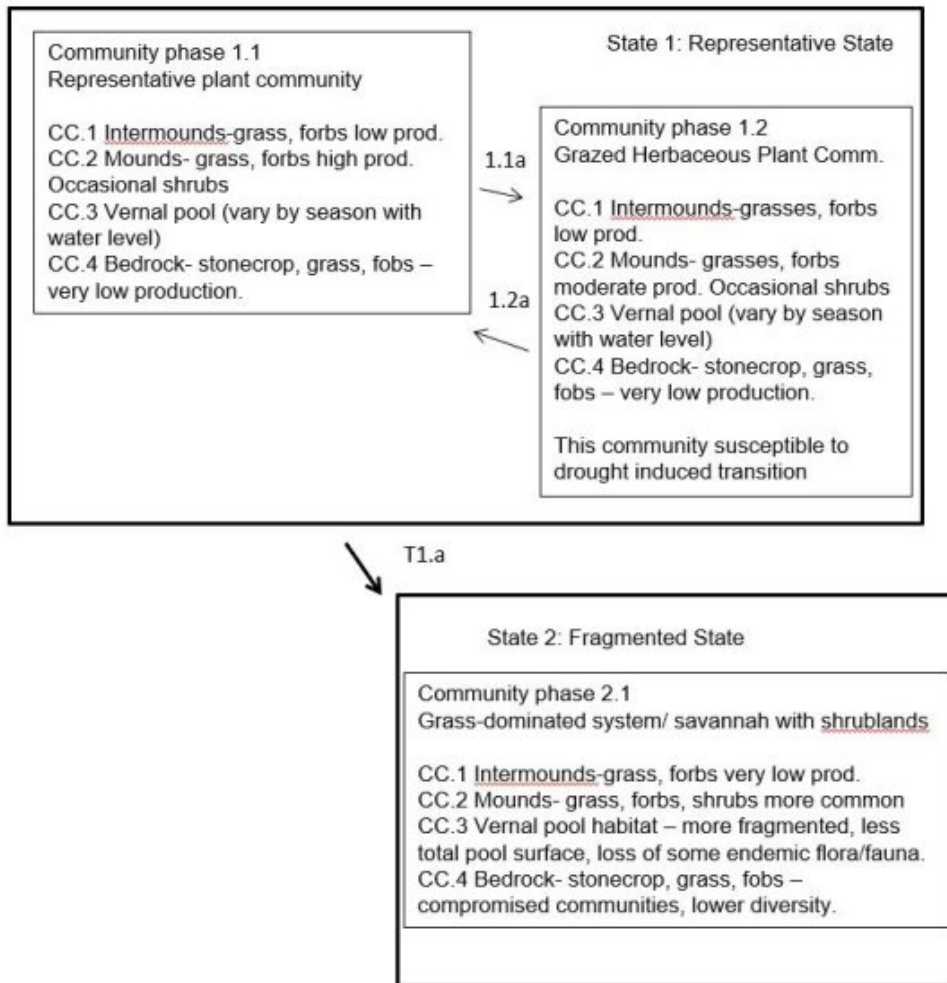 State 1: Representative State
Community phase 1.1
Representative plant community
CC.1 Intermounds-grass, forbs low prod.
CC.2 Mounds- grass, forbs high prod.
Occasional shrubs
CC.3 Vernal pool (vary by season with
water level)
CC.4 Bedrock- stonecrop, grass, fobs –
very low production.
1.1a
1.2a
Community phase 1.2
Grazed Herbaceous Plant Comm.
CC.1 Intermounds-grasses, forbs
low prod.
CC.2 Mounds- grasses, forbs
moderate prod. Occasional shrubs
CC.3 Vernal pool (vary by season
with water level)
CC.4 Bedrock- stonecrop, grass,
fobs – very low production.
This community susceptible to
drought induced transition
T1.a
State 2: Fragmented State
Community phase 2.1
Grass-dominated system/ savannah with shrublands
CC.1 Intermounds-grass, forbs very low prod.
CC.2 Mounds- grass, forbs, shrubs more common
CC.3 Vernal pool habitat – more fragmented, less
total pool surface, loss of some endemic flora/fauna.
CC.4 Bedrock- stonecrop, grass, fobs –
compromised communities, lower diversity.